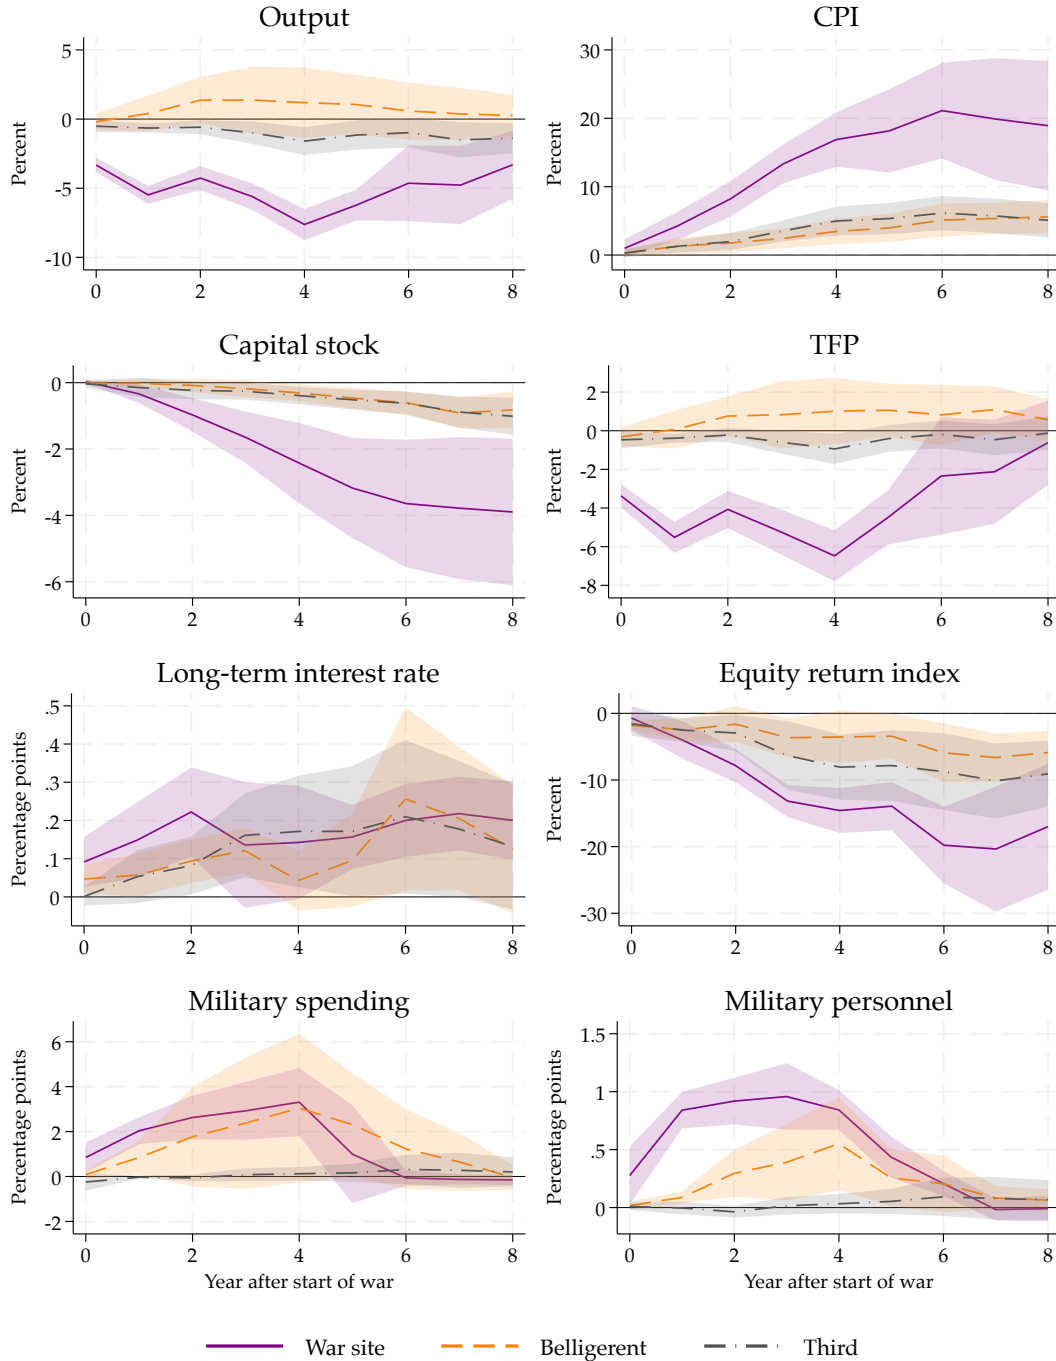 Output
CPI
Percent
5
0
-5
-10
0 2 4 6 8
Percent
30
20
10
0
0 2 4 6 8
Capital stock
TFP
Percent
0
-2
-4
-6
0 2 4 6 8
Percent
2
0
-2
-4
-6
-8
0 2 4 6 8
Long-term interest rate
Equity return index
Percentage points
.5
.4
.3
.2
.1
0
0 2 4 6 8
Percent
0
-10
-20
-30
0 2 4 6 8
Military spending
Military personnel
Percentage points
6
4
2
0
-2
0 2 4 6 8
Year after start of war
Percentage points
1.5
1
.5
0
0 2 4 6 8
Year after start of war
War site Belligerent Third